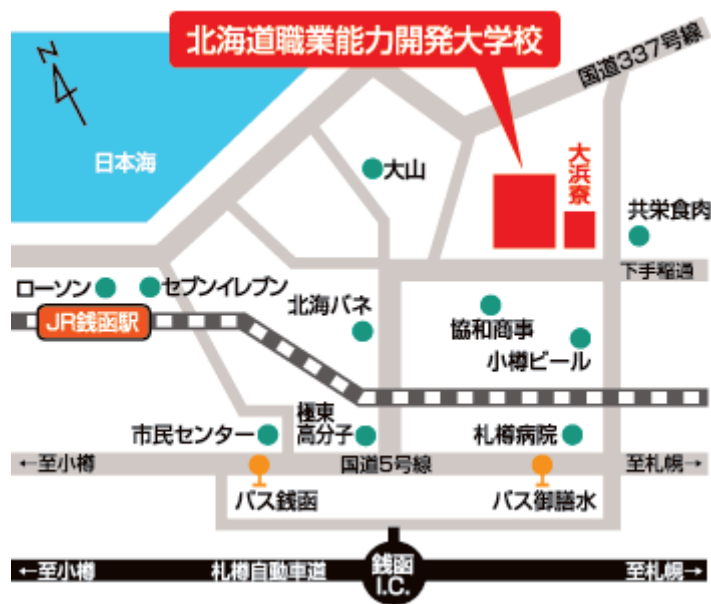 北海道職業能力開発大学校
国道337号線
N
日本海
大山
大浜寮
共栄食肉
下手稲通
ローソン
セブンイレブン
北海バネ
協和商事
JR銭函駅
小樽ビール
市民センター
極東
高分子
札樽病院
←至小樽
国道5号線
至札幌→
バス銭函
バス御膳水
←至小樽
札樽自動車道
銭函
I.C.
至札幌→